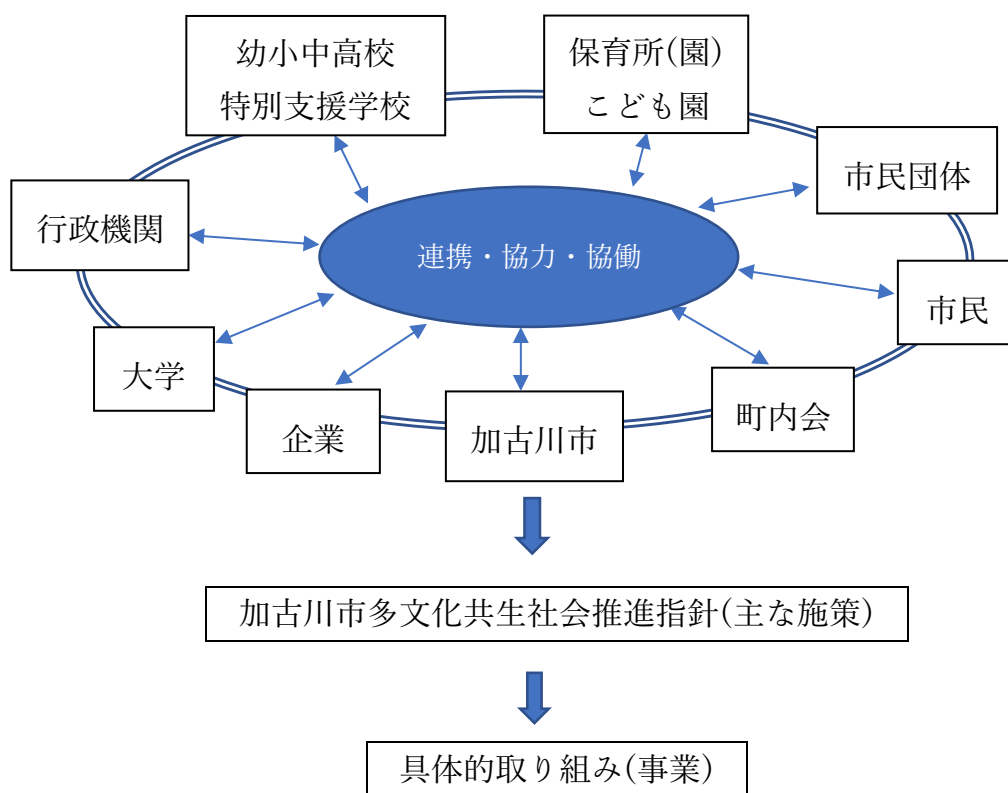 幼小中高校
特別支援学校
保育所(園)
こども園
市民団体
行政機関
連携・協力・協働
市民
大学
企業
加古川市
町内会
加古川市多文化共生社会推進指針(主な施策)
具体的取り組み(事業)